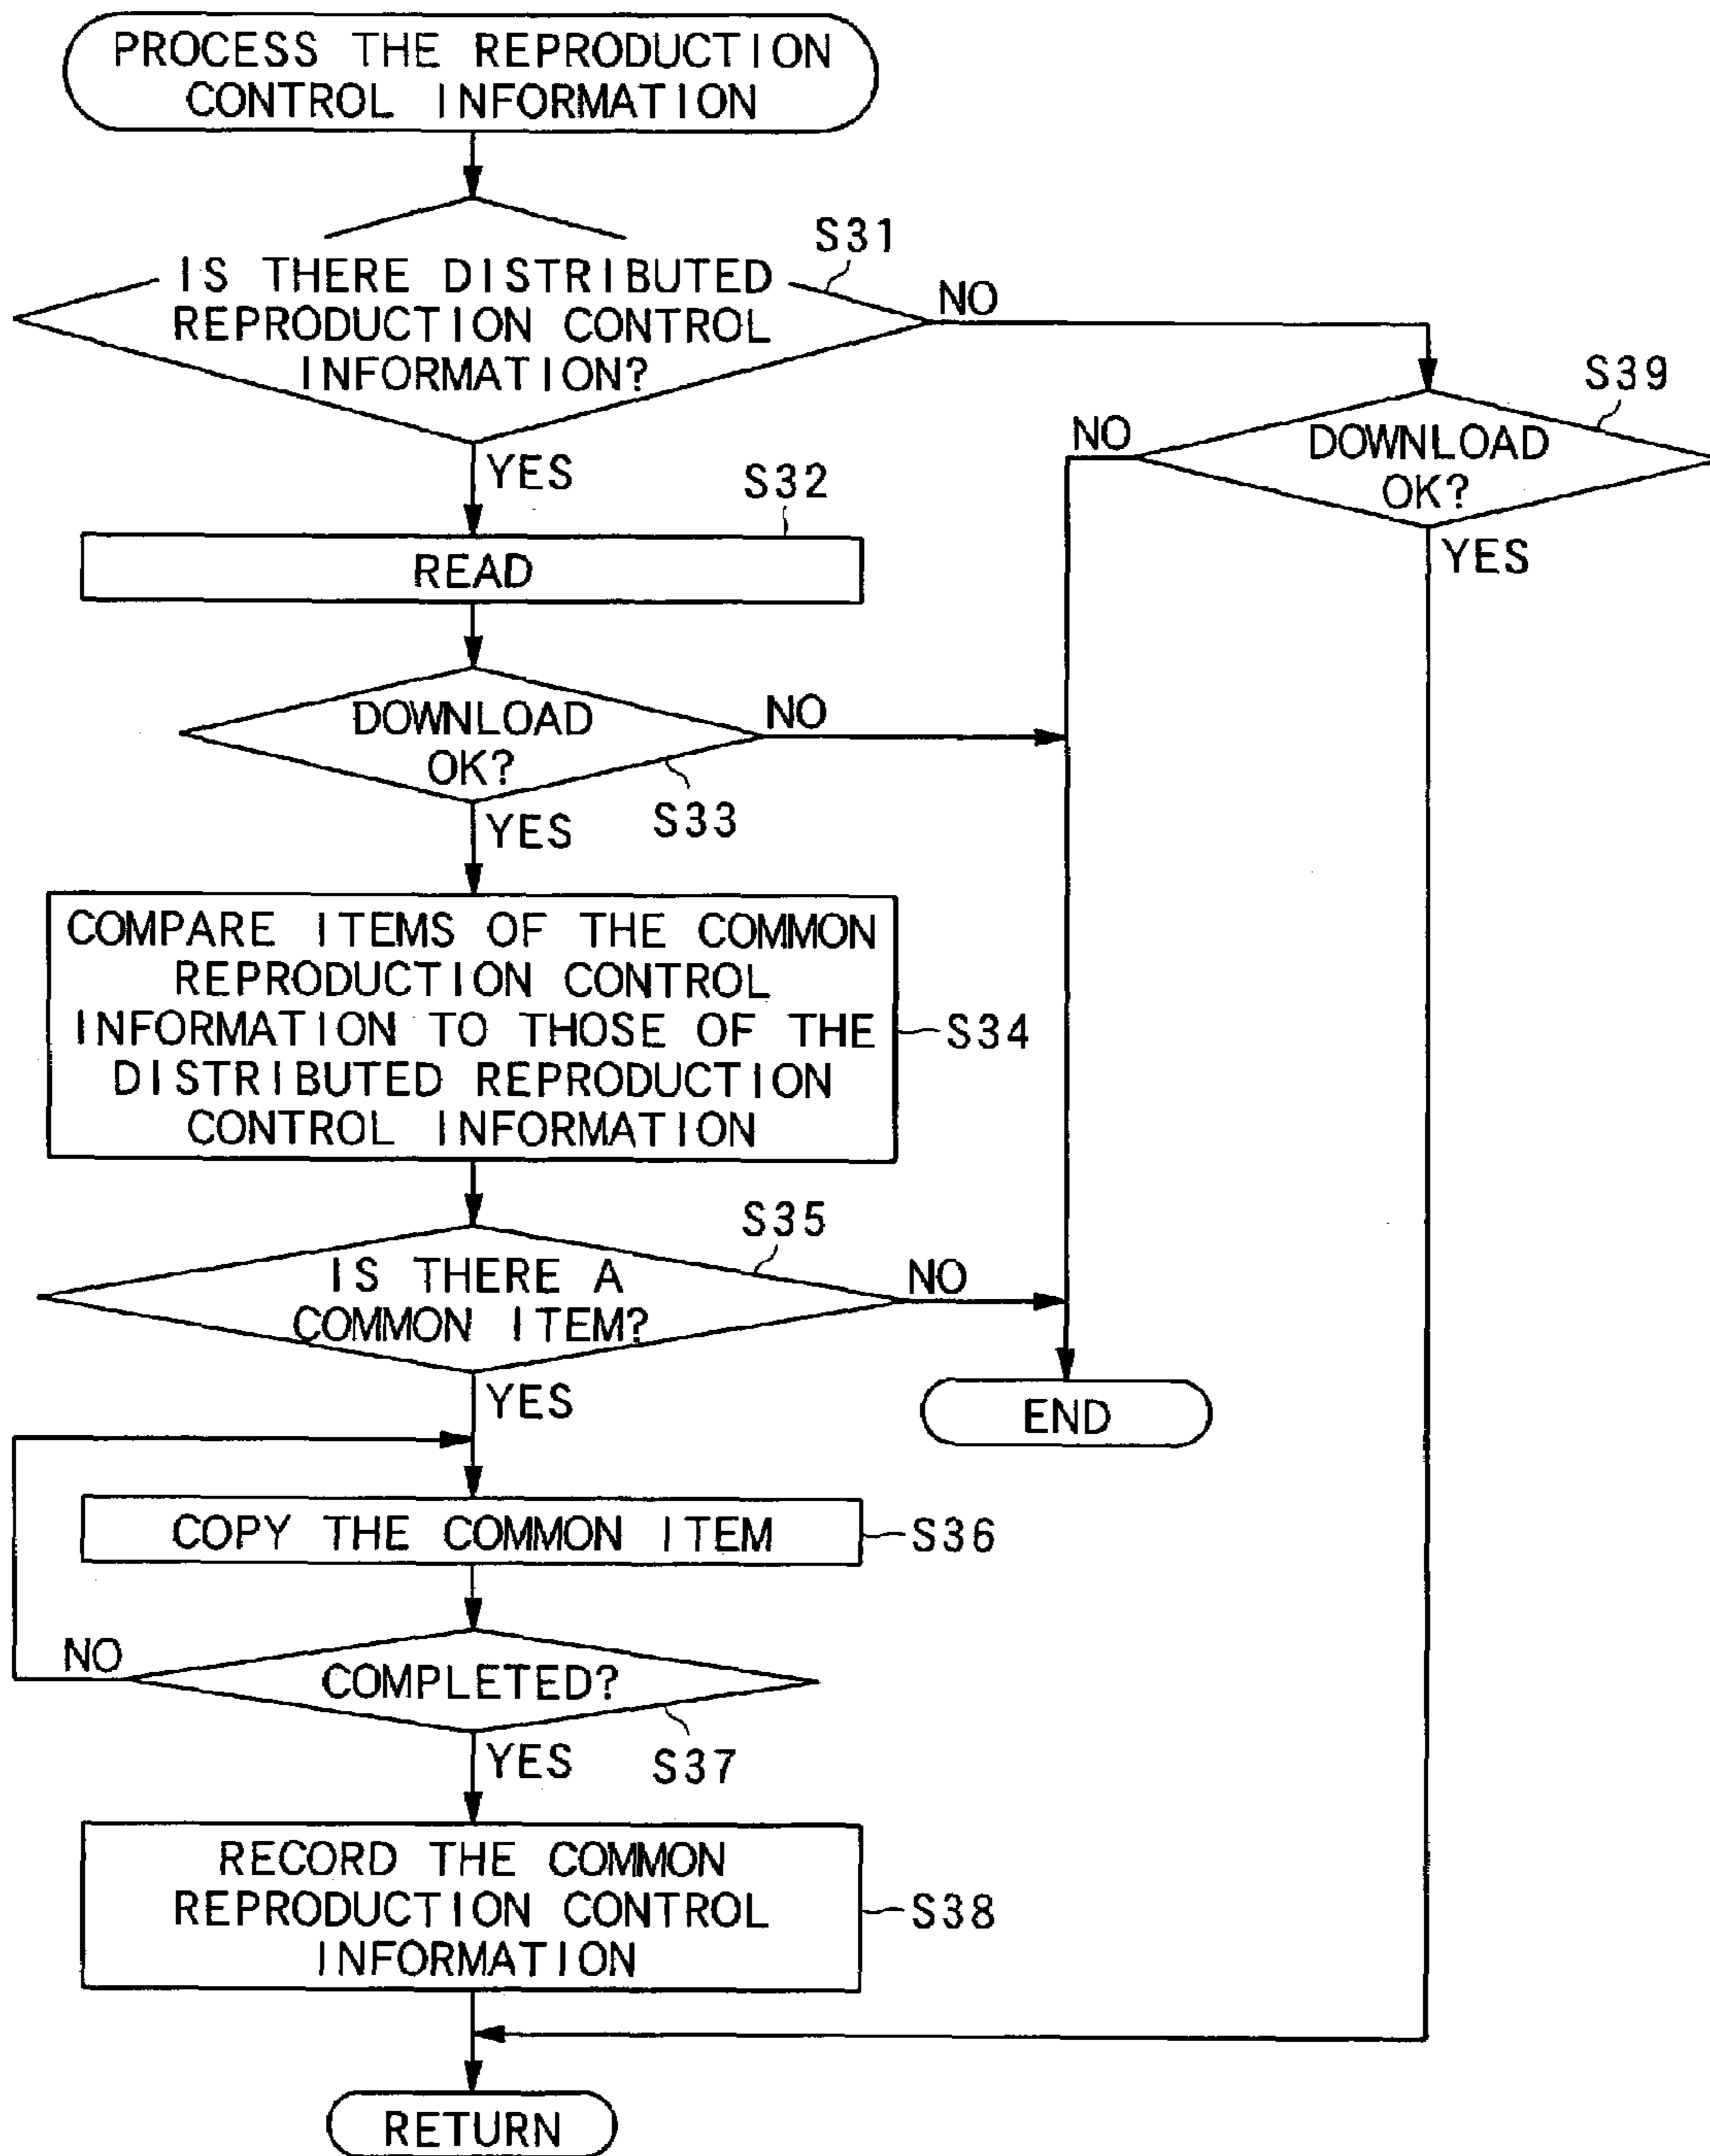 PROCESS THE REPRODUCTION
CONTROL INFORMATION
S31
IS THERE DISTRIBUTED
REPRODUCTION CONTROL
INFORMATION?
NO
YES
S39
DOWNLOAD
OK?
NO
YES
S32
READ
DOWNLOAD
OK?
NO
S33
YES
COMPARE ITEMS OF THE COMMON
REPRODUCTION CONTROL
INFORMATION TO THOSE OF THE
DISTRIBUTED REPRODUCTION
CONTROL INFORMATION
S34
S35
IS THERE A
COMMON ITEM?
NO
YES
END
COPY THE COMMON ITEM
S36
NO
COMPLETED?
S37
YES
RECORD THE COMMON
REPRODUCTION CONTROL
INFORMATION
S38
RETURN